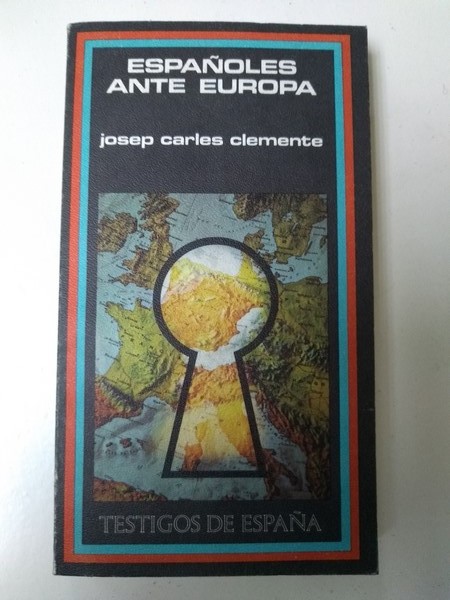 ESPAÑOLES
ANTE EUROPA
josep carles clemente
TESTIGOS DE ESPAÑA